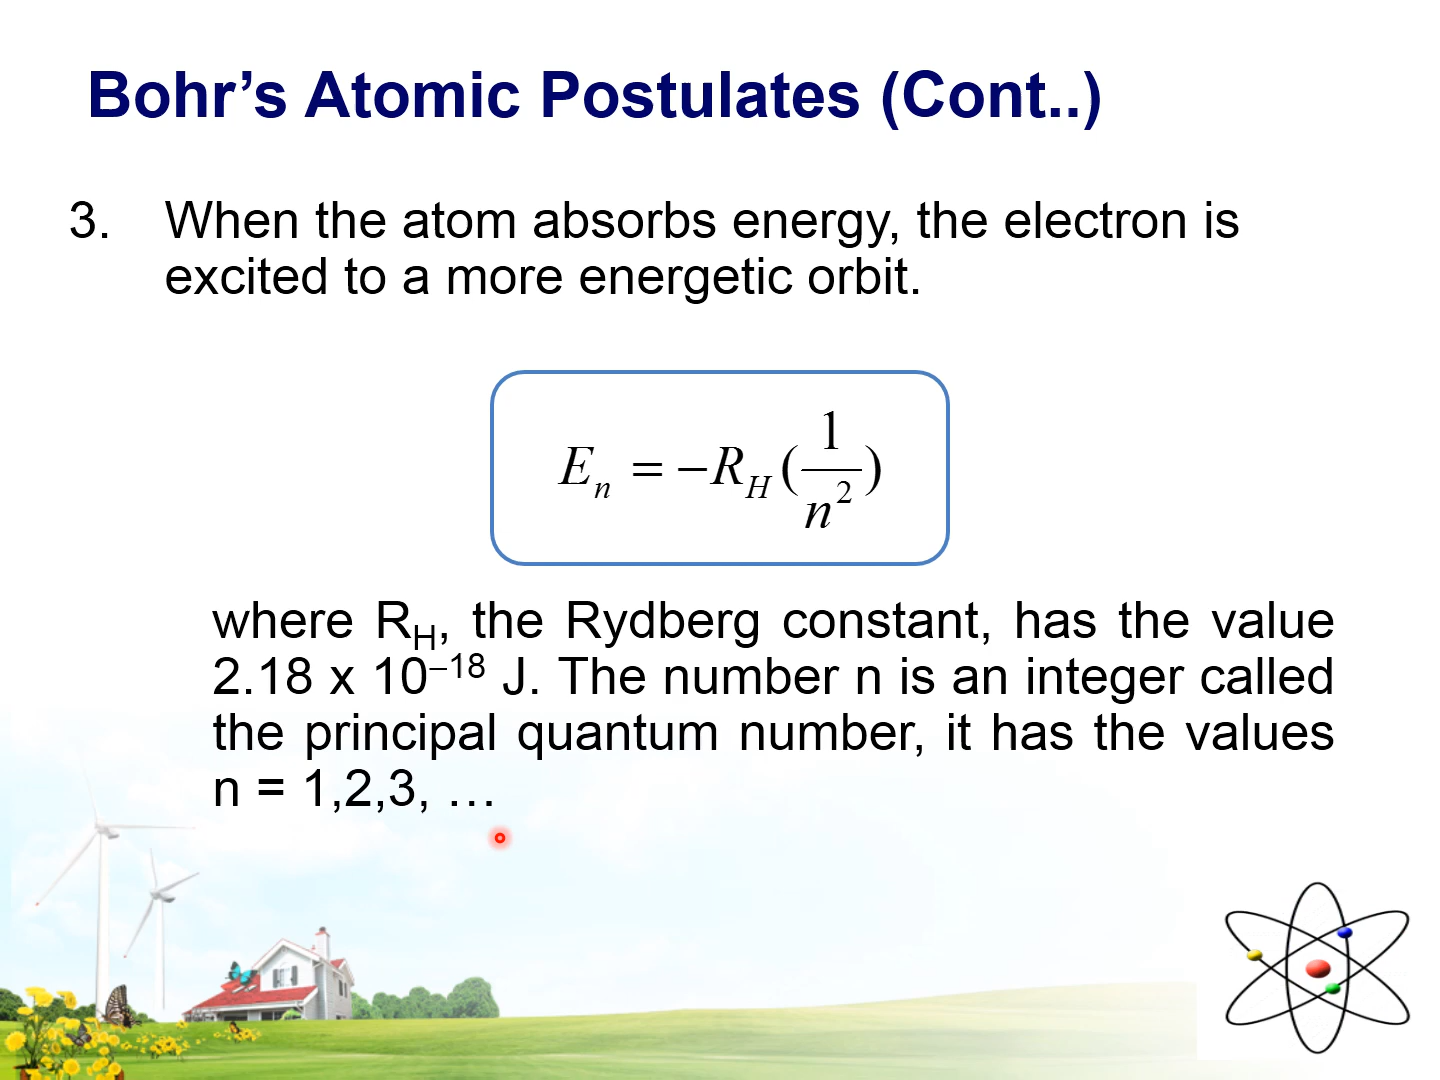 Bohr’s Atomic Postulates (Cont..)
3. When the atom absorbs energy, the electron is
excited to a more energetic orbit.
Eₙ = −R_H (1/n²)
where R_H, the Rydberg constant, has the value
2.18 x 10⁻¹⁸ J. The number n is an integer called
the principal quantum number, it has the values
n = 1,2,3, …